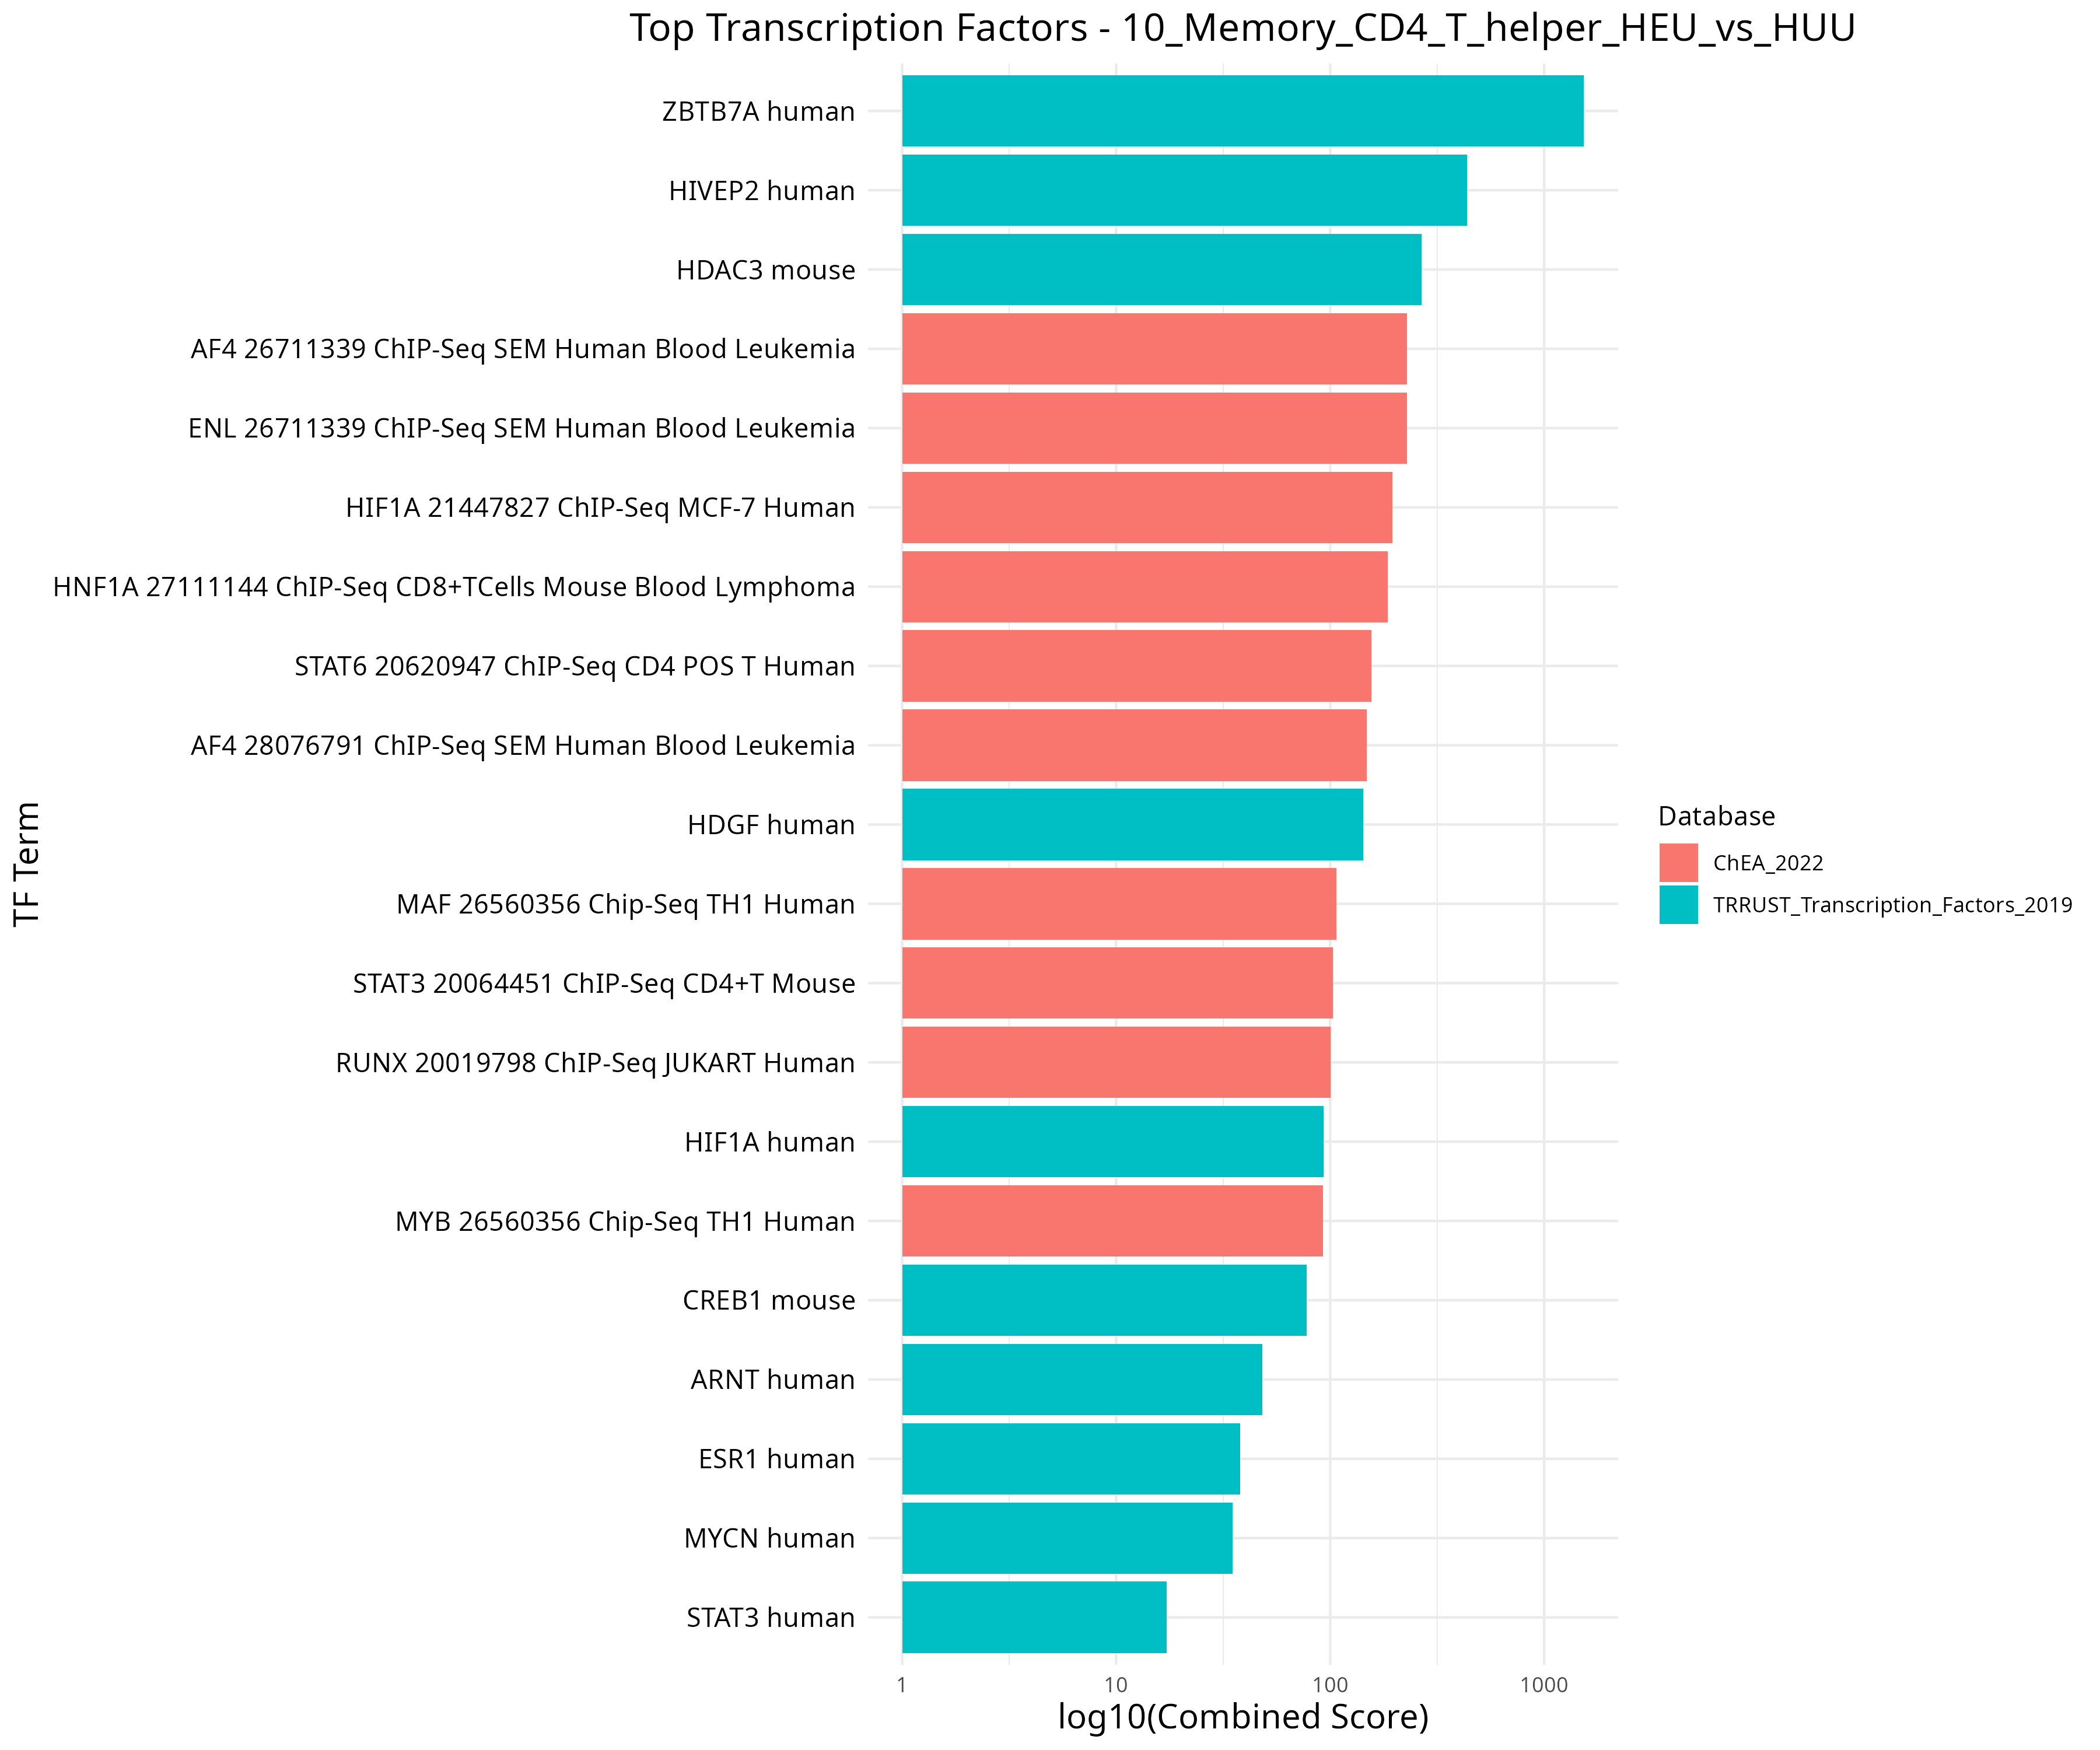 Top Transcription Factors - 10_Memory_CD4_T_helper_HEU_vs_HUU
ZBTB7A human
HIVEP2 human
HDAC3 mouse
AF4 26711339 ChIP-Seq SEM Human Blood Leukemia
ENL 26711339 ChIP-Seq SEM Human Blood Leukemia
HIF1A 21447827 ChIP-Seq MCF-7 Human
HNF1A 27111144 ChIP-Seq CD8+TCells Mouse Blood Lymphoma
STAT6 20620947 ChIP-Seq CD4 POS T Human
AF4 28076791 ChIP-Seq SEM Human Blood Leukemia
HDGF human
MAF 26560356 Chip-Seq TH1 Human
STAT3 20064451 ChIP-Seq CD4+T Mouse
RUNX 20019798 ChIP-Seq JUKART Human
HIF1A human
MYB 26560356 Chip-Seq TH1 Human
CREB1 mouse
ARNT human
ESR1 human
MYCN human
STAT3 human
TF Term
1 10 100 1000
log10(Combined Score)
Database
ChEA_2022
TRRUST_Transcription_Factors_2019